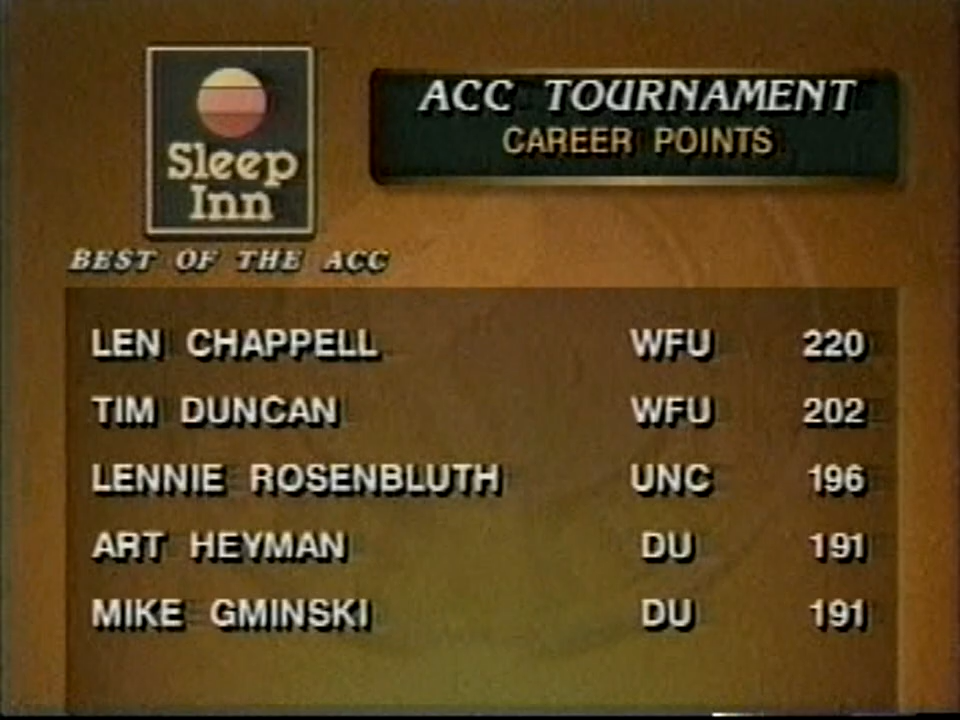 Sleep
Inn
ACC TOURNAMENT
CAREER POINTS
BEST OF THE ACC
LEN CHAPPELL WFU 220
TIM DUNCAN WFU 202
LENNIE ROSENBLUTH UNC 196
ART HEYMAN DU 191
MIKE GMINSKI DU 191